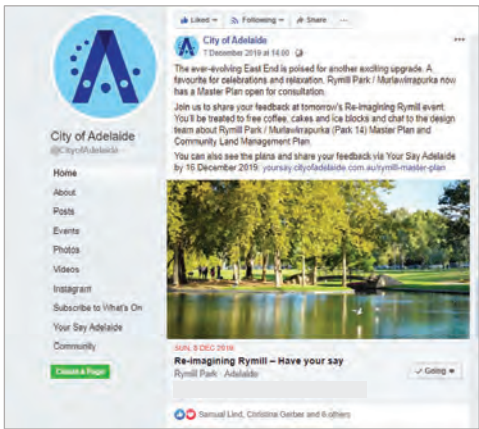 Liked
Following
Share
City of Adelaide
7 December 2019 at 14:00
The ever-evolving East End is poised for another exciting upgrade. A
favourite for celebrations and relaxation, Rymill Park / Murlawirrapurka now
has a Master Plan open for consultation.
Join us to share your feedback at tomorrow's Re-imagining Rymill event.
You'll be treated to free coffee, cakes and ice blocks and chat to the design
team about Rymill Park / Murlawirrapurka (Park 14) Master Plan and
Community Land Management Plan.
You can also see the plans and share your feedback via Your Say Adelaide
by 16 December 2019: yoursay.cityofadelaide.com.au/rymill-master-plan
City of Adelaide
@CityofAdelaide
Home
About
Posts
Events
Photos
Videos
Instagram
Subscribe to What's On
Your Say Adelaide
Community
Create a Page
SUN, 8 DEC 2019
Re-imagining Rymill – Have your say
Rymill Park · Adelaide
Going
Samual Lind, Christina Gerber and 6 others